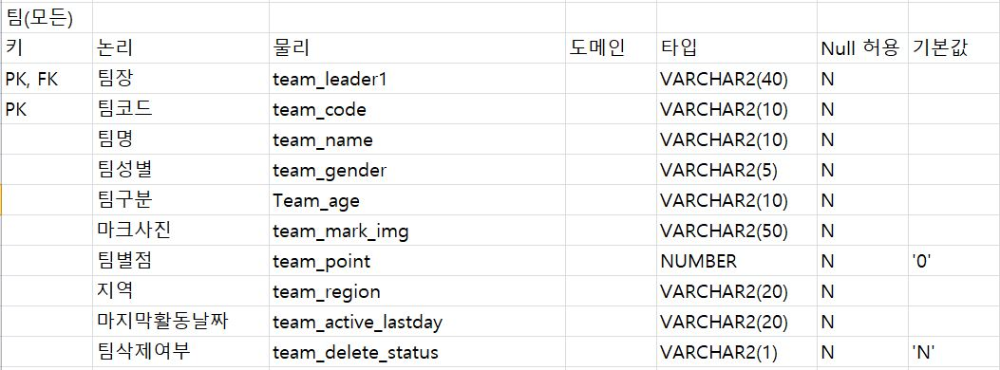 팀(모든)
키 논리 물리 도메인 타입 Null 허용 기본값
PK, FK 팀장 team_leader1 VARCHAR2(40) N
PK 팀코드 team_code VARCHAR2(10) N
팀명 team_name VARCHAR2(10) N
팀성별 team_gender VARCHAR2(5) N
팀구분 Team_age VARCHAR2(10) N
마크사진 team_mark_img VARCHAR2(50) N
팀별점 team_point NUMBER N '0'
지역 team_region VARCHAR2(20) N
마지막활동날짜 team_active_lastday VARCHAR2(20) N
팀삭제여부 team_delete_status VARCHAR2(1) N 'N'